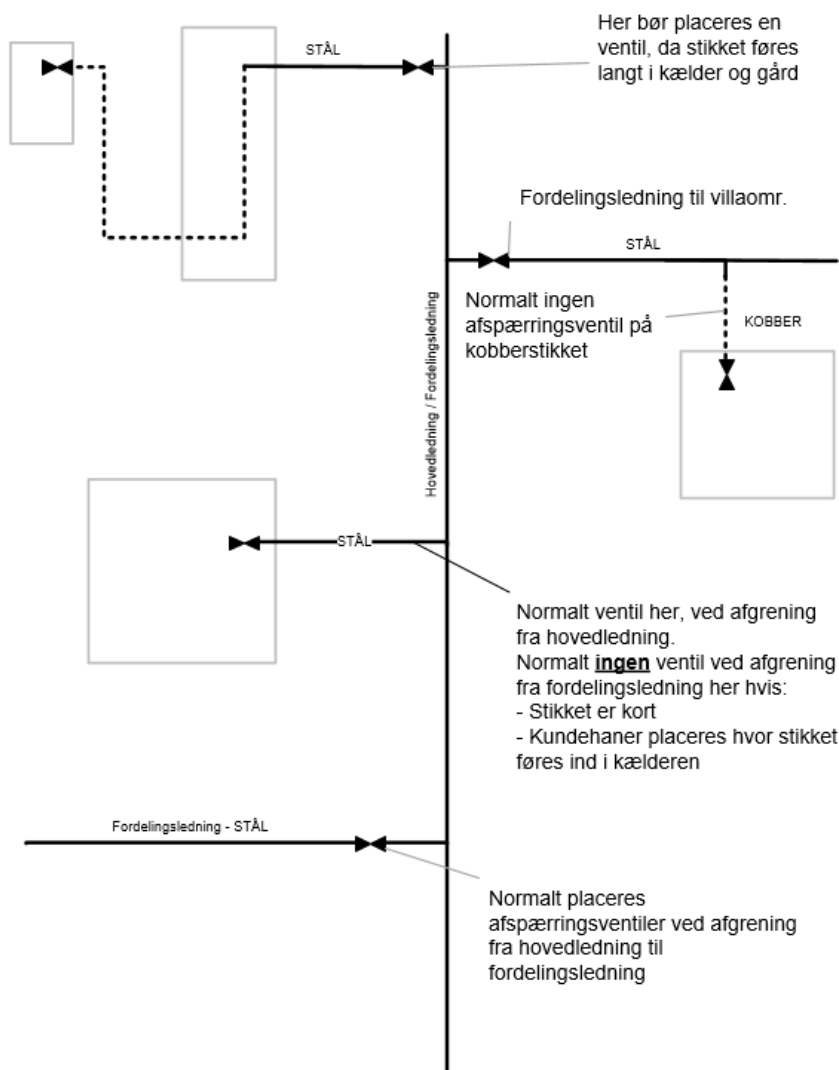 Her bør placeres en
ventil, da stikket føres
langt i kælder og gård
STÅL
Fordelingsledning til villaomr.
STÅL
Normalt ingen
afspærringsventil på
kobberstikket
KOBBER
Hovedledning / Fordelingsledning
STÅL
Normalt ventil her, ved afgrening
fra hovedledning.
Normalt ingen ventil ved afgrening
fra fordelingsledning her hvis:
- Stikket er kort
- Kundehaner placeres hvor stikket
føres ind i kælderen
Fordelingsledning - STÅL
Normalt placeres
afspærringsventiler ved afgrening
fra hovedledning til
fordelingsledning